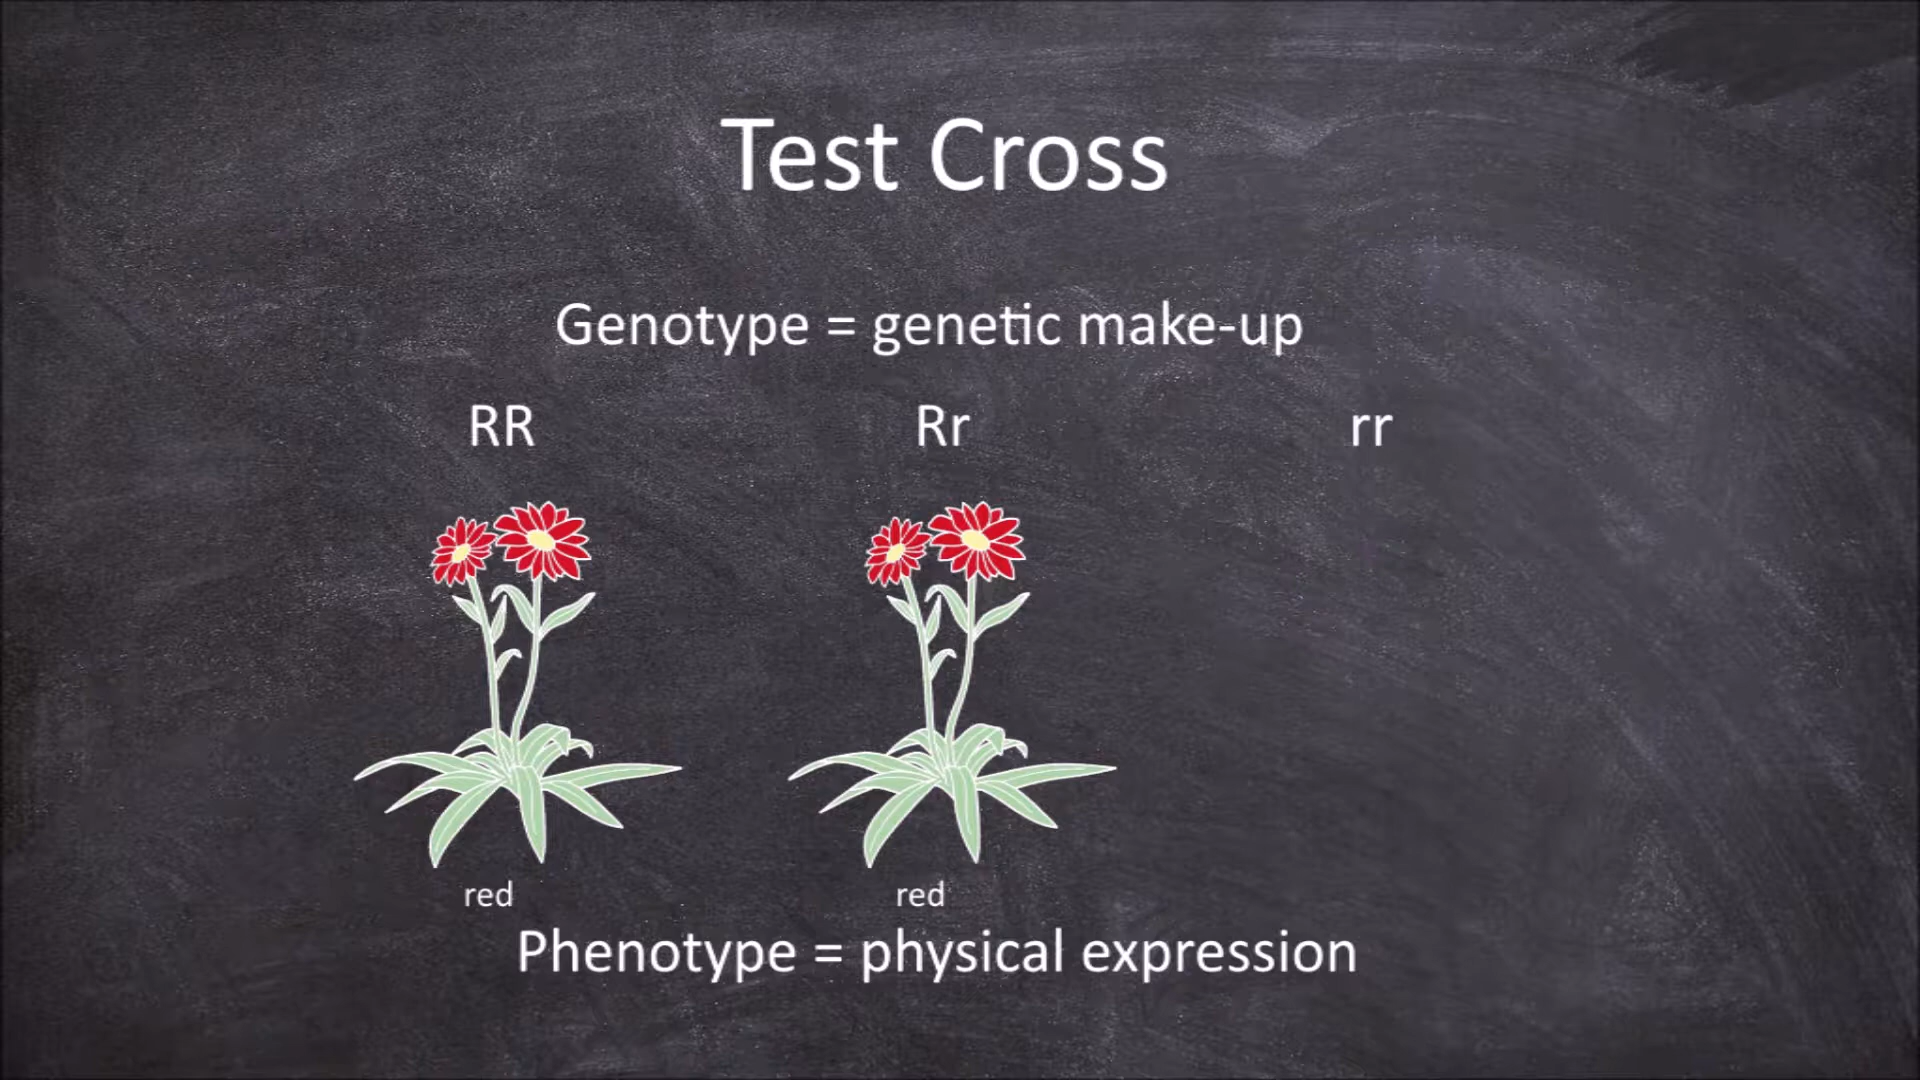 Test Cross
Genotype = genetic make-up
RR Rr rr
red red
Phenotype = physical expression